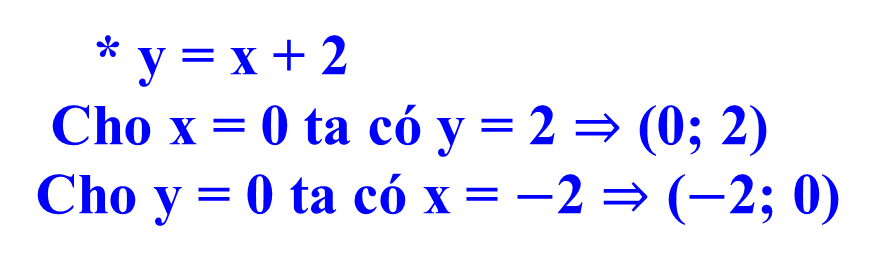 * y = x + 2
Cho x = 0 ta có y = 2 ⇒ (0; 2)
Cho y = 0 ta có x = −2 ⇒ (−2; 0)